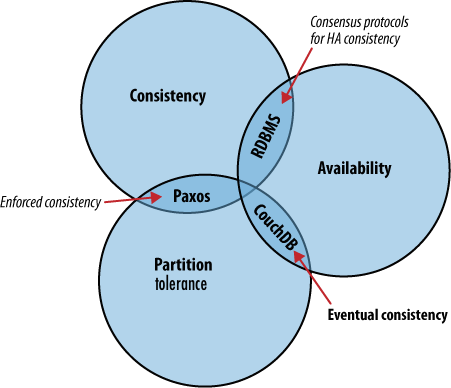 Consensus protocols
for HA consistency
Consistency
RDBMS
Availability
Enforced consistency
Paxos
CouchDB
Partition
tolerance
Eventual consistency